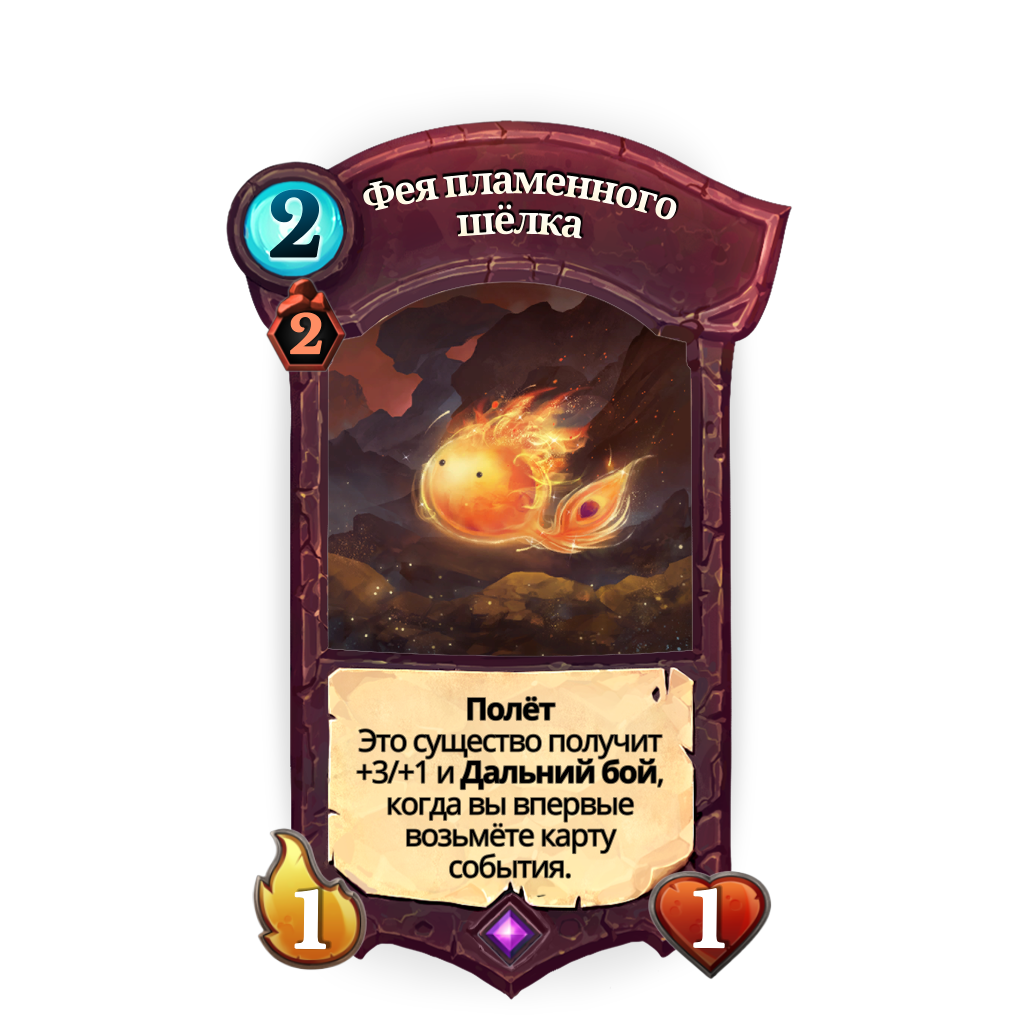 2
Фея пламенного
шёлка
2
Полёт
Это существо получит
+3/+1 и Дальний бой,
когда вы впервые
возьмёте карту
события.
1
1